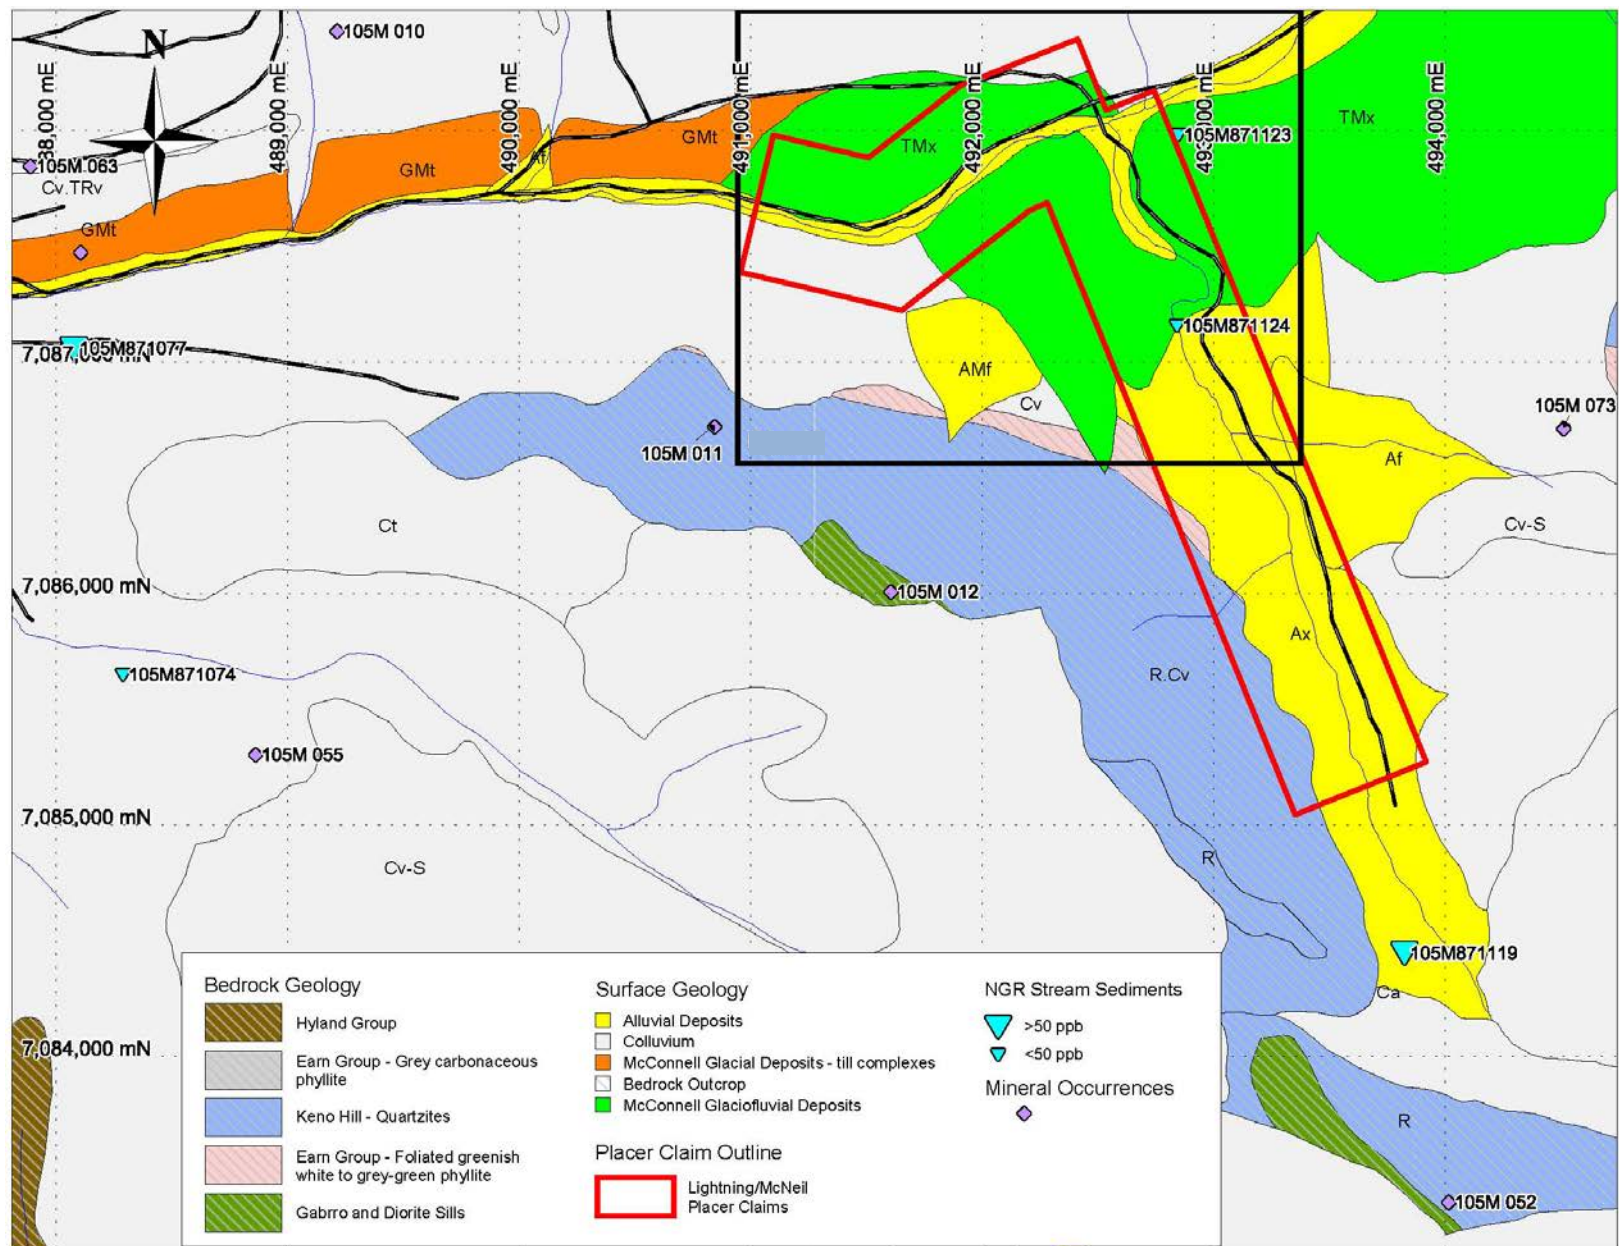 N
105M 010
38,000 mE
489,000 mE
490,000 mE
491,000 mE
492,000 mE
493,000 mE
494,000 mE
105M 063
Cv.TRv
GMt
GMt
GMt
Af
TMx
TMx
105M871123
105M871124
105M871077
7,087,000 mN
AMf
Cv
105M 073
105M 011
Af
Ct
Cv-S
105M 012
7,086,000 mN
Ax
R.Cv
105M871074
105M 055
7,085,000 mN
R
Cv-S
105M871119
Ca
7,084,000 mN
R
105M 052
Bedrock Geology
Hyland Group
Earn Group - Grey carbonaceous
phyllite
Keno Hill - Quartzites
Earn Group - Foliated greenish
white to grey-green phyllite
Gabrro and Diorite Sills
Surface Geology
Alluvial Deposits
Colluvium
McConnell Glacial Deposits - till complexes
Bedrock Outcrop
McConnell Glaciofluvial Deposits
Placer Claim Outline
Lightning/McNeil
Placer Claims
NGR Stream Sediments
>50 ppb
<50 ppb
Mineral Occurrences